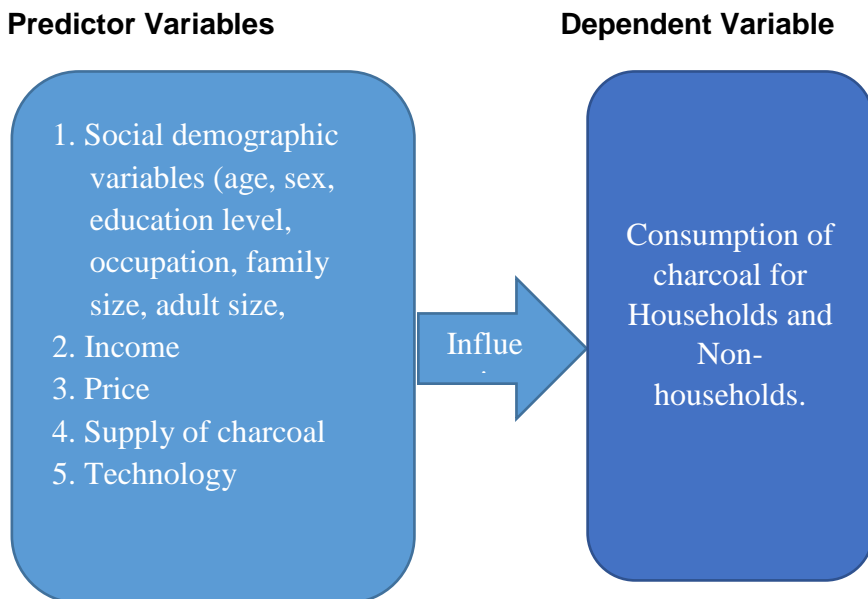 Predictor Variables
Dependent Variable
1. Social demographic
variables (age, sex,
education level,
occupation, family
size, adult size,
2. Income
3. Price
4. Supply of charcoal
5. Technology
Influe
Consumption of
charcoal for
Households and
Non-
households.